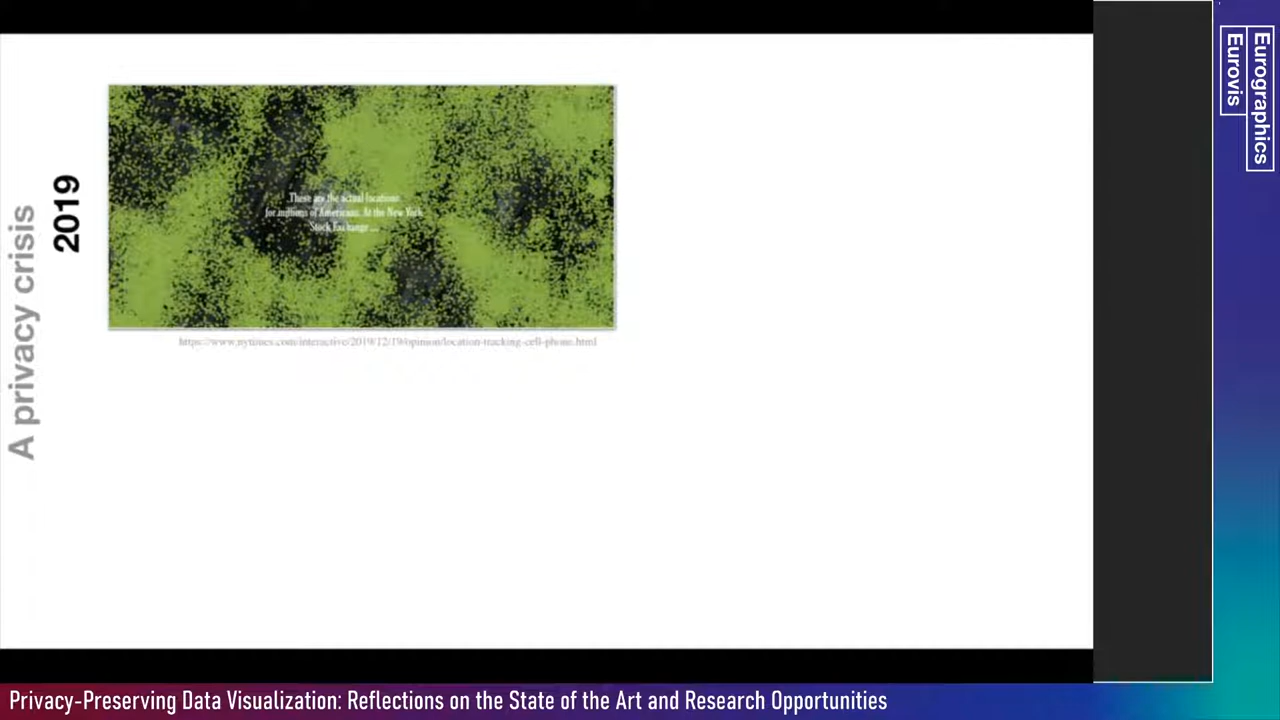 A privacy crisis
2019
These are the actual locations
for millions of Americans. At the New York
Stock Exchange ...
https://www.nytimes.com/interactive/2019/12/19/opinion/location-tracking-cell-phone.html
Eurographics
Eurovis
Privacy-Preserving Data Visualization: Reflections on the State of the Art and Research Opportunities